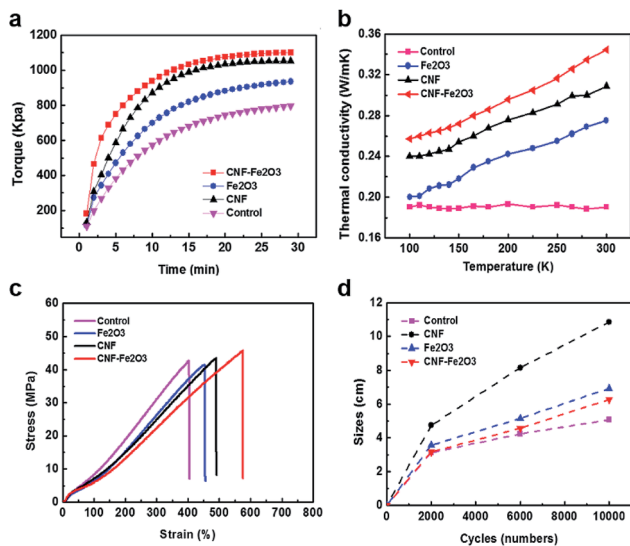 a
1200
1000
800
600
400
200
0
5
10
15
20
25
30
Torque (Kpa)
Time (min)
CNF-Fe2O3
Fe2O3
CNF
Control
b
0.36
0.32
0.28
0.24
0.20
0.16
100
150
200
250
300
Thermal conductivity (W/mK)
Temperature (K)
Control
Fe2O3
CNF
CNF-Fe2O3
c
60
50
40
30
20
10
0
0
100
200
300
400
500
600
700
800
Stress (MPa)
Strain (%)
Control
Fe2O3
CNF
CNF-Fe2O3
d
12
10
8
6
4
2
0
0
2000
4000
6000
8000
10000
Sizes (cm)
Cycles (numbers)
Control
CNF
Fe2O3
CNF-Fe2O3